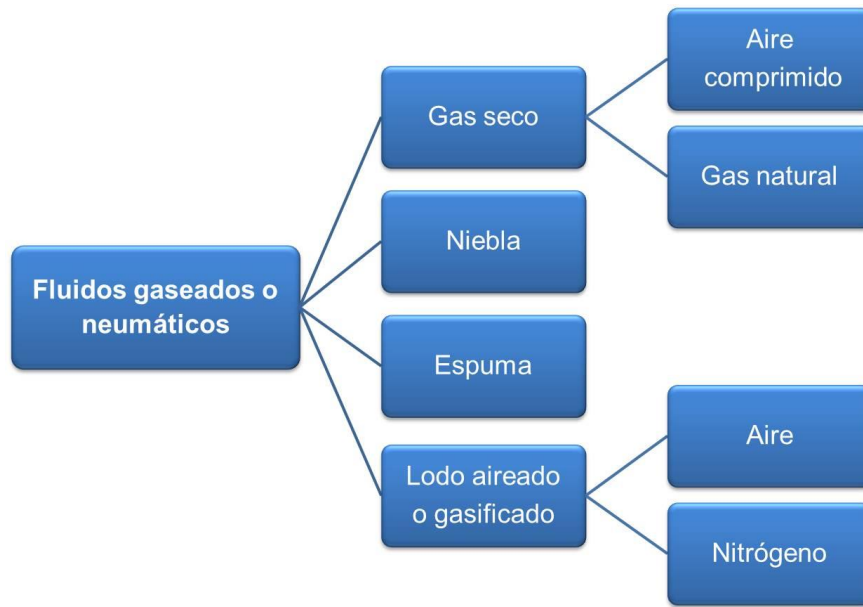 Fluidos gaseados o
neumáticos
Gas seco
Aire
comprimido
Gas natural
Niebla
Espuma
Lodo aireado
o gasificado
Aire
Nitrógeno